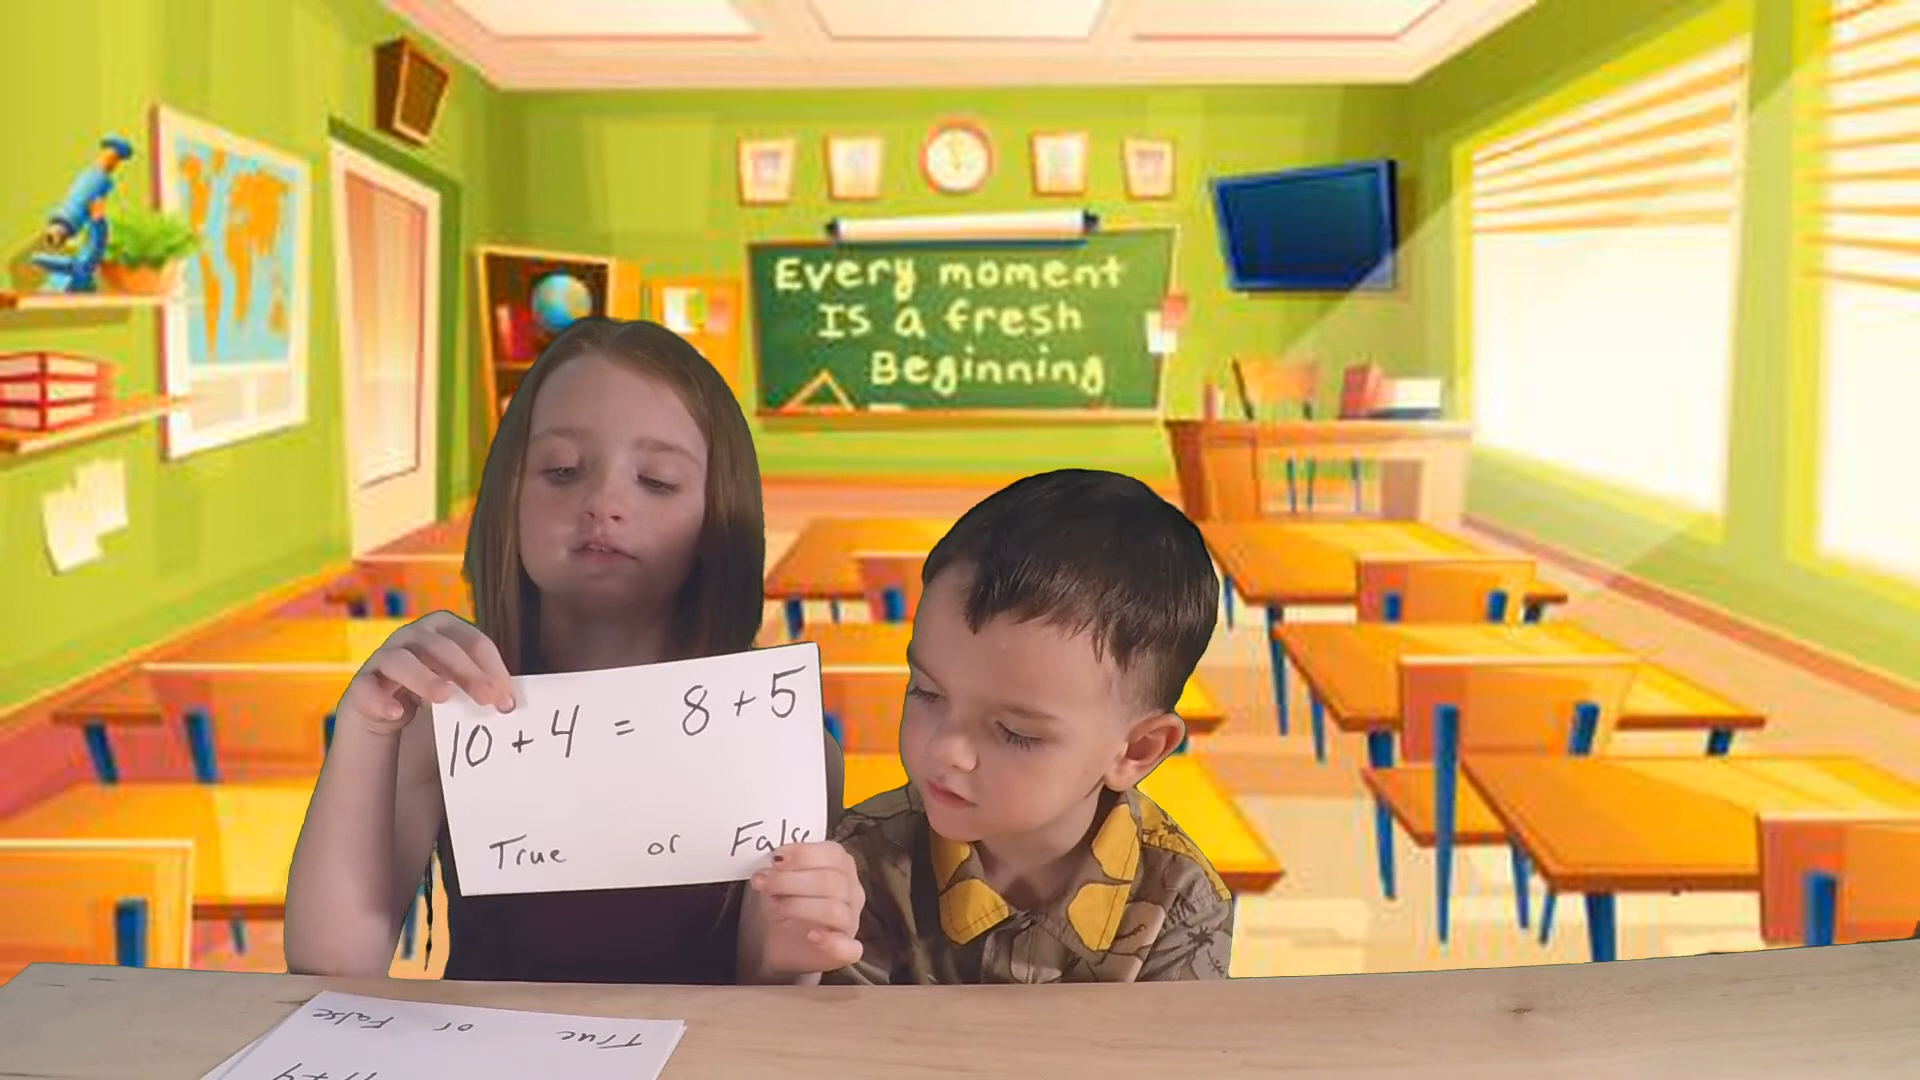 Every moment
Is a fresh
Beginning
10 + 4 = 8 + 5
True or False
True or False